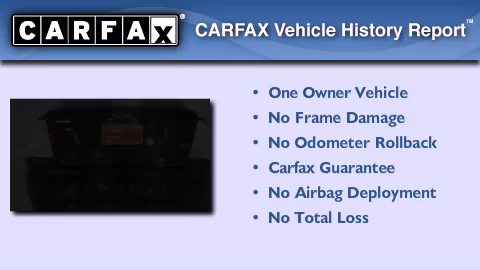 CARFAX®
CARFAX Vehicle History Report™
• One Owner Vehicle
• No Frame Damage
• No Odometer Rollback
• Carfax Guarantee
• No Airbag Deployment
• No Total Loss